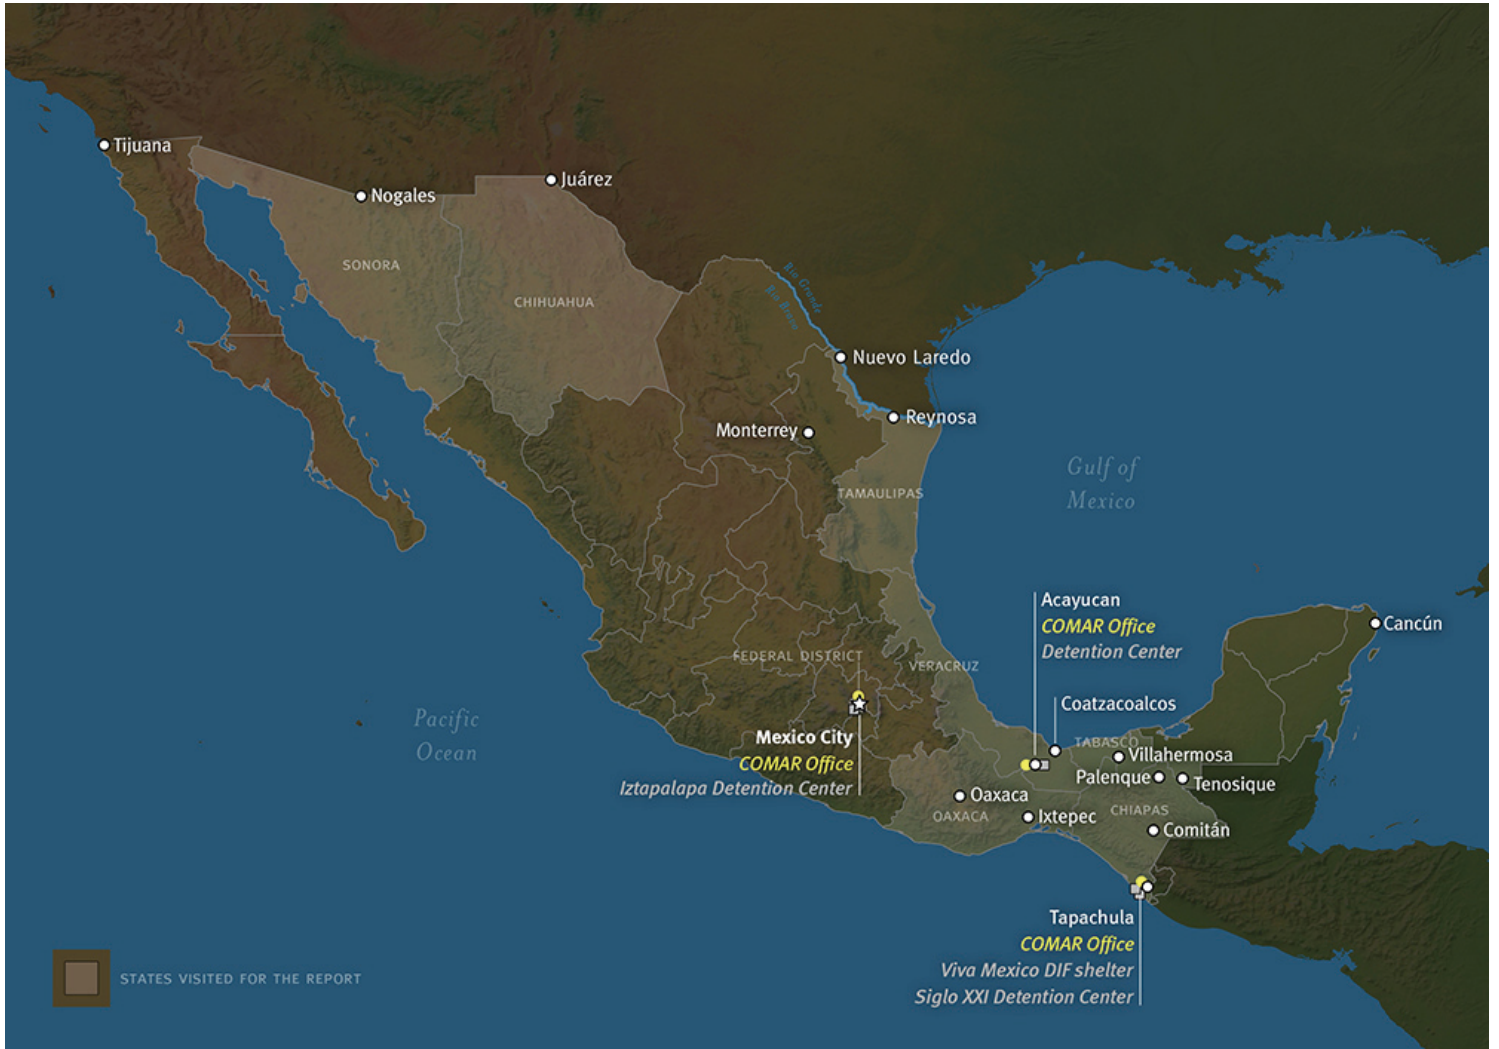 Tijuana
Juárez
Nogales
SONORA
CHIHUAHUA
Rio Grande
Rio Bravo
Nuevo Laredo
Reynosa
Monterrey
Gulf of
Mexico
TAMAULIPAS
Acayucan
COMAR Office
Detention Center
Cancún
FEDERAL DISTRICT
VERACRUZ
Coatzacoalcos
Pacific
Ocean
Mexico City
COMAR Office
Iztapalapa Detention Center
TABASCO
Villahermosa
Palenque
Tenosique
Oaxaca
OAXACA
Ixtepec
CHIAPAS
Comitán
Tapachula
COMAR Office
Viva Mexico DIF shelter
Siglo XXI Detention Center
STATES VISITED FOR THE REPORT